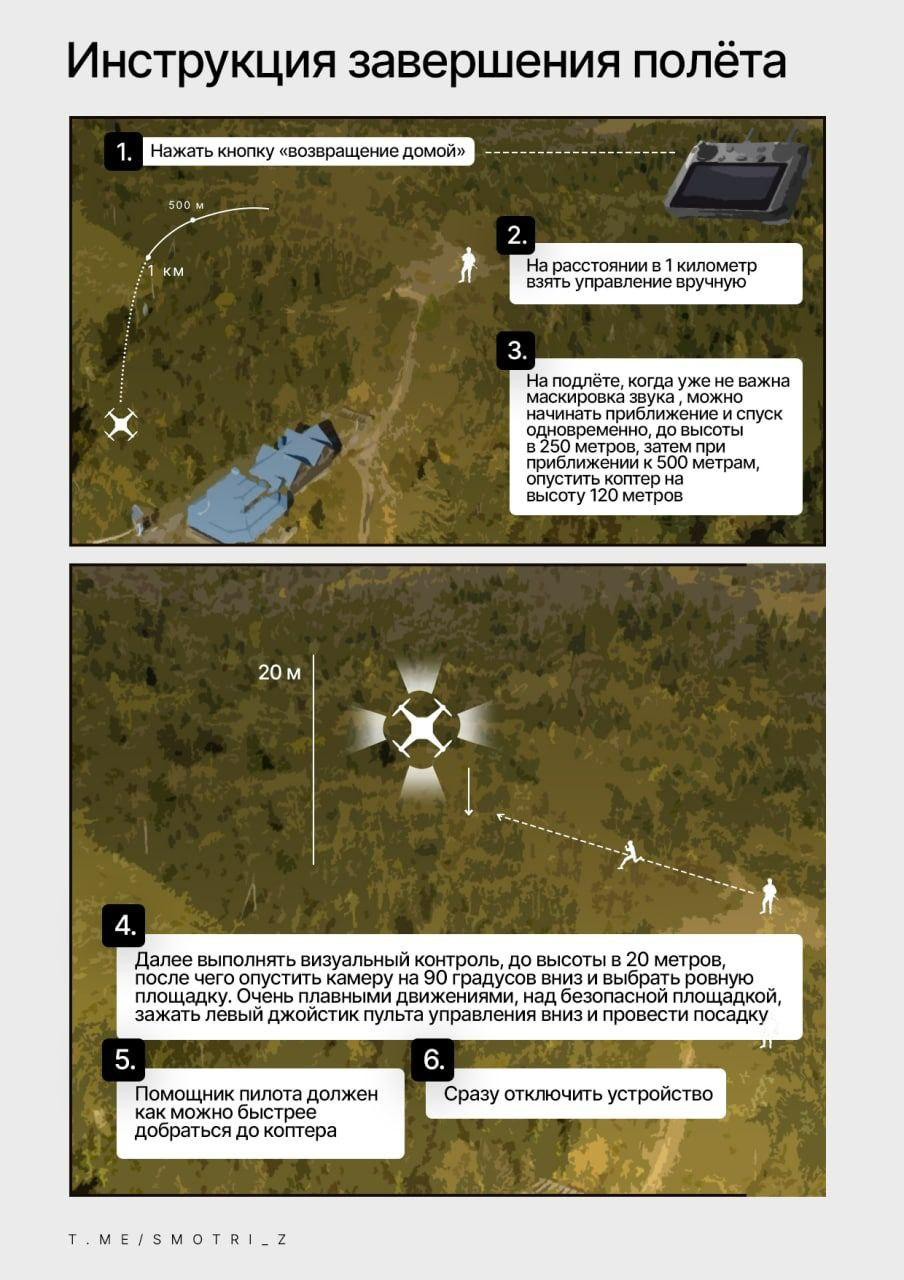 Инструкция завершения полёта
1. Нажать кнопку «возвращение домой»
500 м
1 км
2.
На расстоянии в 1 километр
взять управление вручную
3.
На подлёте, когда уже не важна
маскировка звука , можно
начинать приближение и спуск
одновременно, до высоты
в 250 метров, затем при
приближении к 500 метрам,
опустить коптер на
высоту 120 метров
20 м
4.
Далее выполнять визуальный контроль, до высоты в 20 метров,
после чего опустить камеру на 90 градусов вниз и выбрать ровную
площадку. Очень плавными движениями, над безопасной площадкой,
зажать левый джойстик пульта управления вниз и провести посадку
5.
Помощник пилота должен
как можно быстрее
добраться до коптера
6.
Сразу отключить устройство
T.ME/SMOTRI_Z